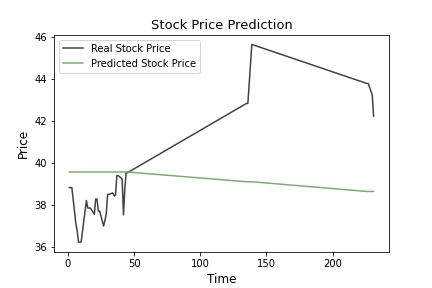 Stock Price Prediction
46
44
42
40
38
36
Price
Real Stock Price
Predicted Stock Price
0
50
100
150
200
Time